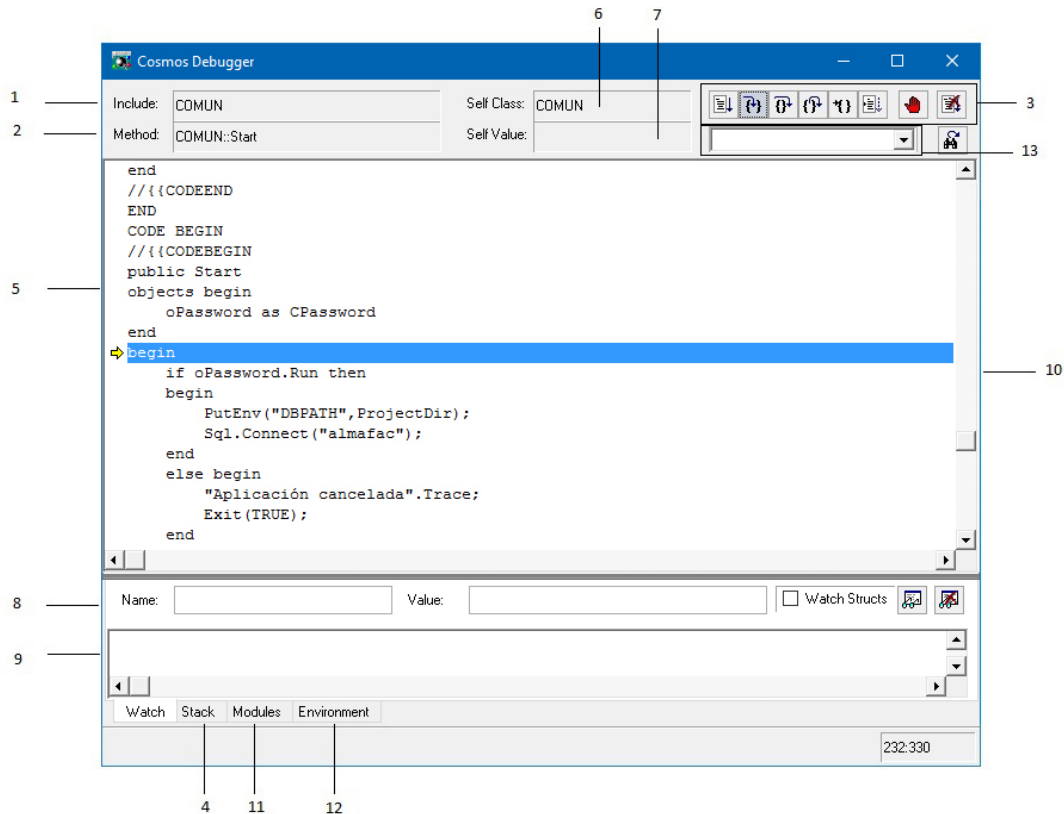 6
7
Cosmos Debugger
1
Include:
COMUN
Self Class:
COMUN
3
2
Method:
COMUN::Start
Self Value:
13
end
//{{CODEEND
END
CODE BEGIN
//{{CODEBEGIN
public Start
5
objects begin
oPassword as CPassword
end
begin
if oPassword.Run then
10
begin
PutEnv("DBPATH",ProjectDir);
Sql.Connect("almafac");
end
else begin
"Aplicación cancelada".Trace;
Exit(TRUE);
end
8
Name:
Value:
Watch Structs
9
Watch
Stack
Modules
Environment
232:330
4
11
12